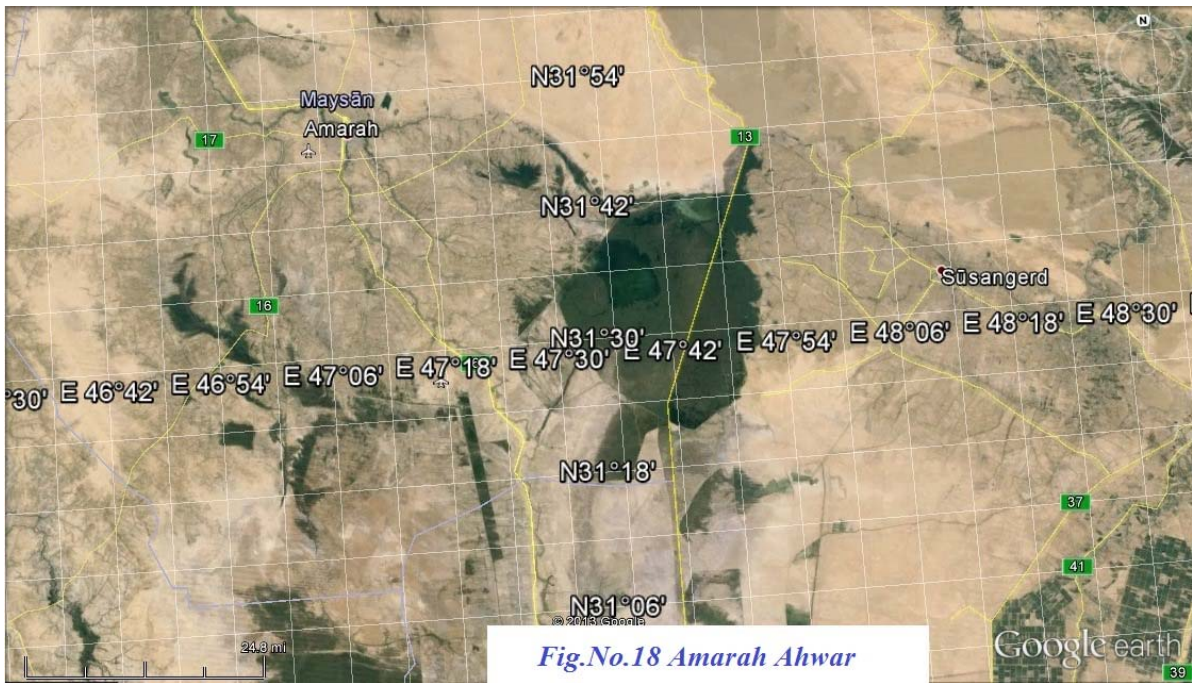 N
N31°54'
Maysān
Amarah
17
13
N31°42'
Sūsangerd
16
N31°30'
°30' E 46°42' E 46°54' E 47°06' E 47°18' E 47°30' E 47°42' E 47°54' E 48°06' E 48°18' E 48°30'
N31°18'
37
41
N31°06'
© 2013 Google
24.8 mi
Fig.No.18 Amarah Ahwar
Google earth
39